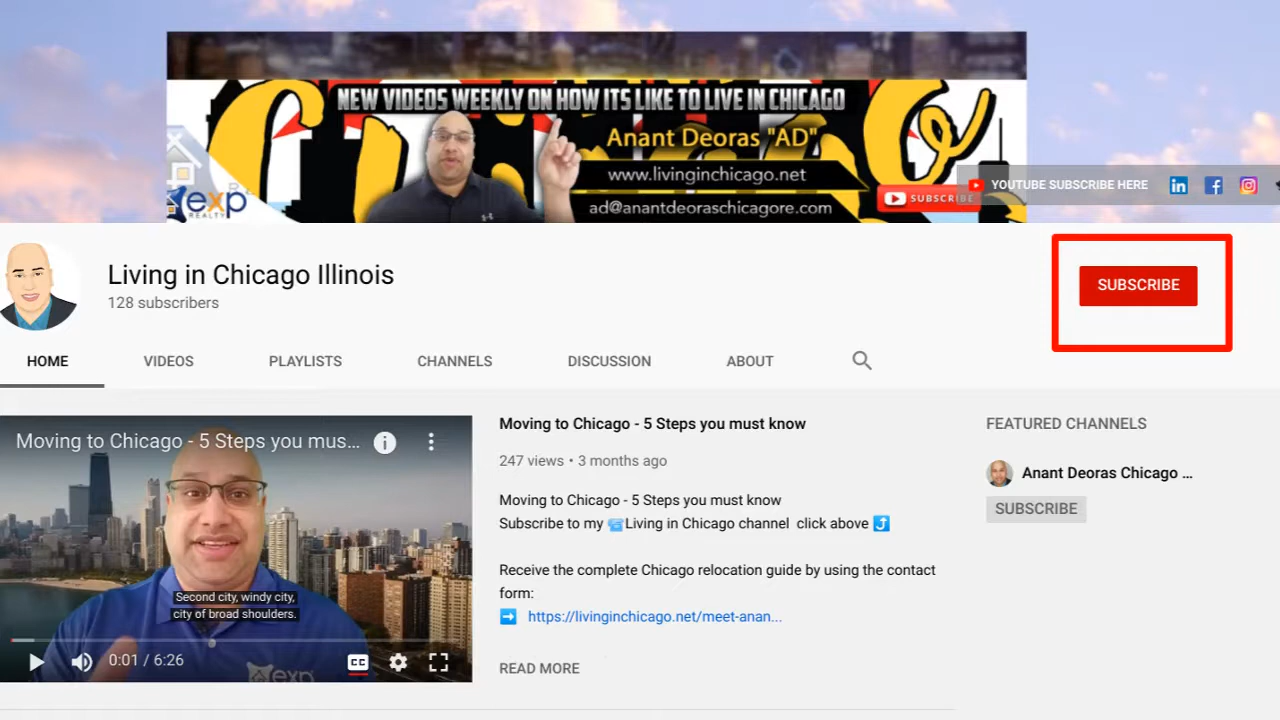 NEW VIDEOS WEEKLY ON HOW ITS LIKE TO LIVE IN CHICAGO
Anant Deoras "AD"
www.livinginchicago.net
ad@anantdeoraschicagore.com
exp
REALTY
SUBSCRIBE
YOUTUBE SUBSCRIBE HERE
Living in Chicago Illinois
128 subscribers
SUBSCRIBE
HOME VIDEOS PLAYLISTS CHANNELS DISCUSSION ABOUT
Moving to Chicago - 5 Steps you mus...
Second city, windy city,
city of broad shoulders.
0:01 / 6:26
CC
exp
Moving to Chicago - 5 Steps you must know
247 views • 3 months ago
Moving to Chicago - 5 Steps you must know
Subscribe to my Living in Chicago channel click above
Receive the complete Chicago relocation guide by using the contact
form:
https://livinginchicago.net/meet-anan...
READ MORE
FEATURED CHANNELS
Anant Deoras Chicago ...
SUBSCRIBE